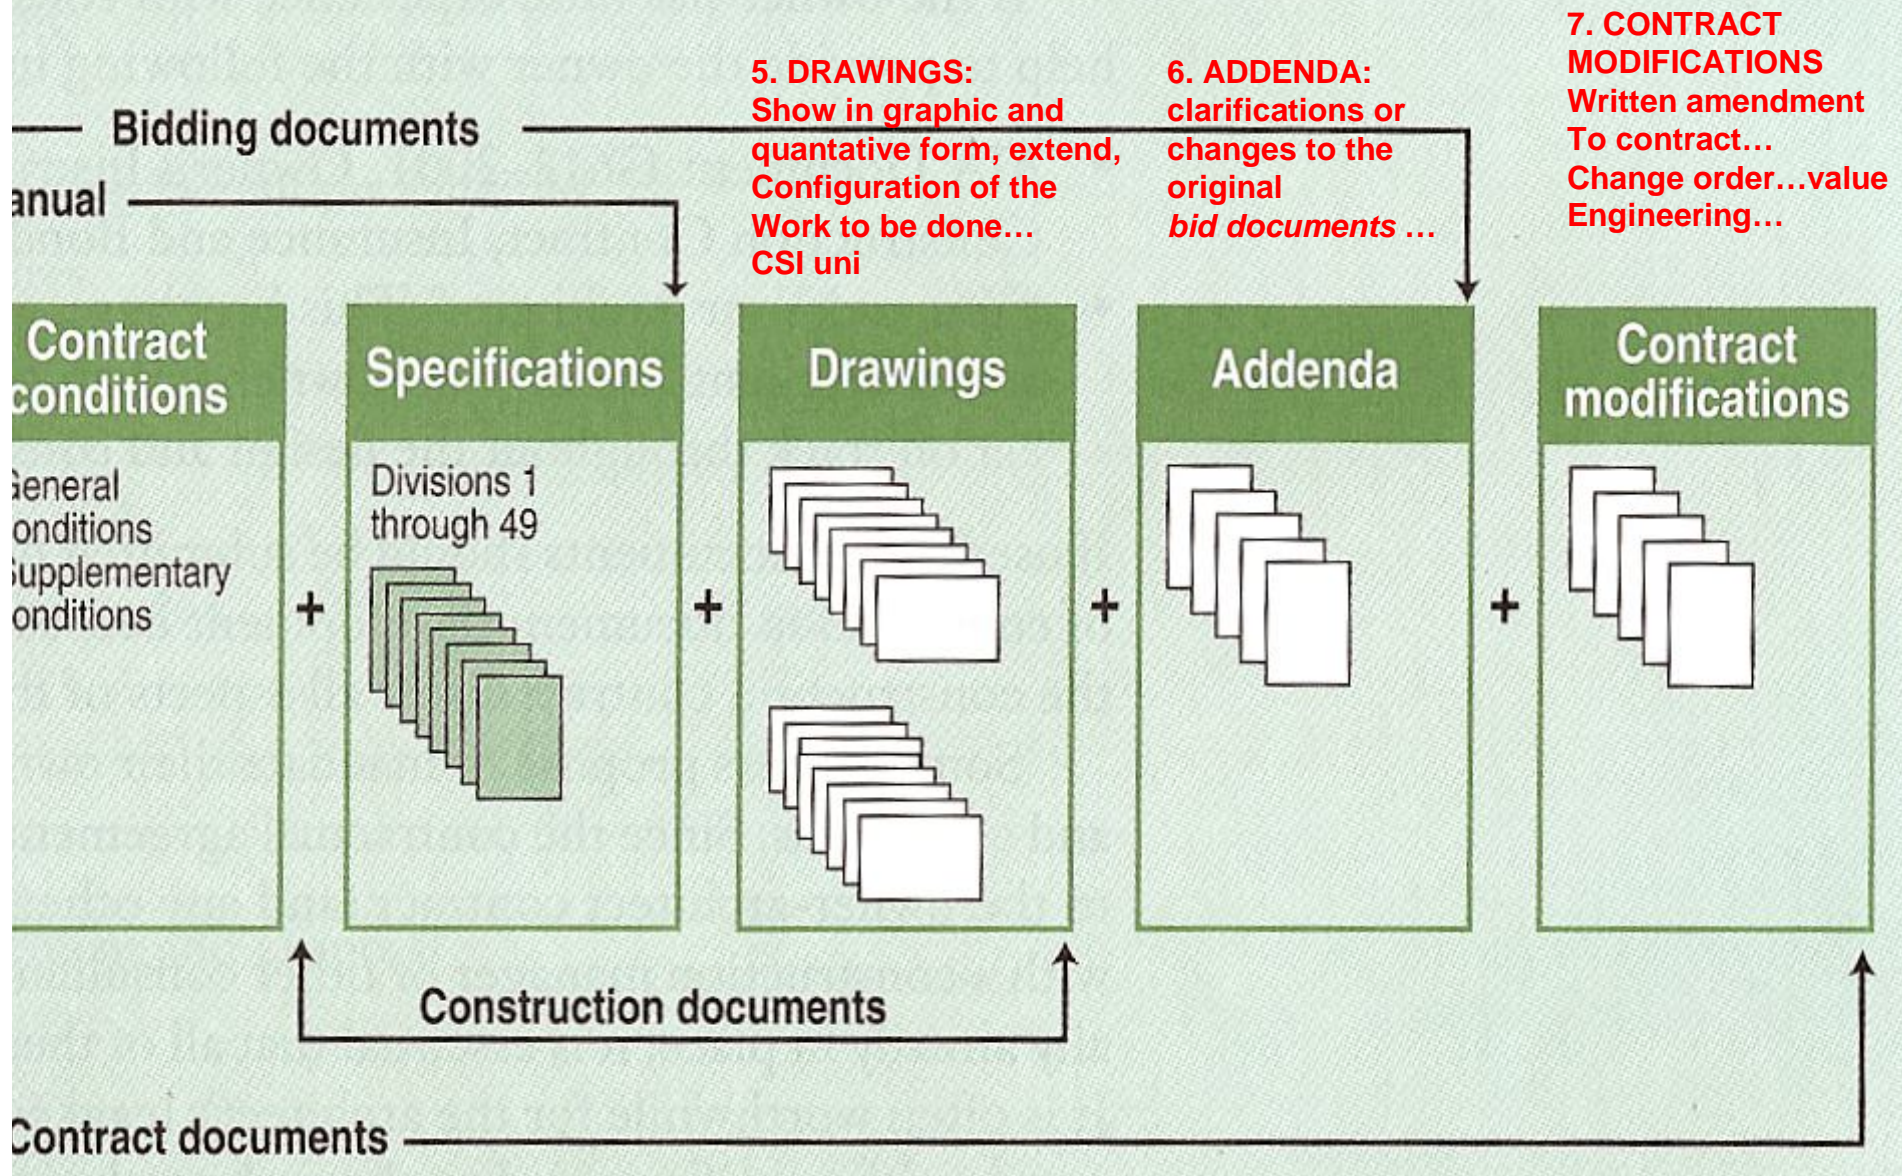 7. CONTRACT
MODIFICATIONS
Written amendment
To contract…
Change order…value
Engineering…
5. DRAWINGS:
Show in graphic and
quantative form, extend,
Configuration of the
Work to be done…
CSI uni
6. ADDENDA:
clarifications or
changes to the
original
bid documents …
Bidding documents
anual
Contract
conditions
General
onditions
Supplementary
onditions
+
Specifications
Divisions 1
through 49
+
Drawings
+
Addenda
+
Contract
modifications
Construction documents
Contract documents